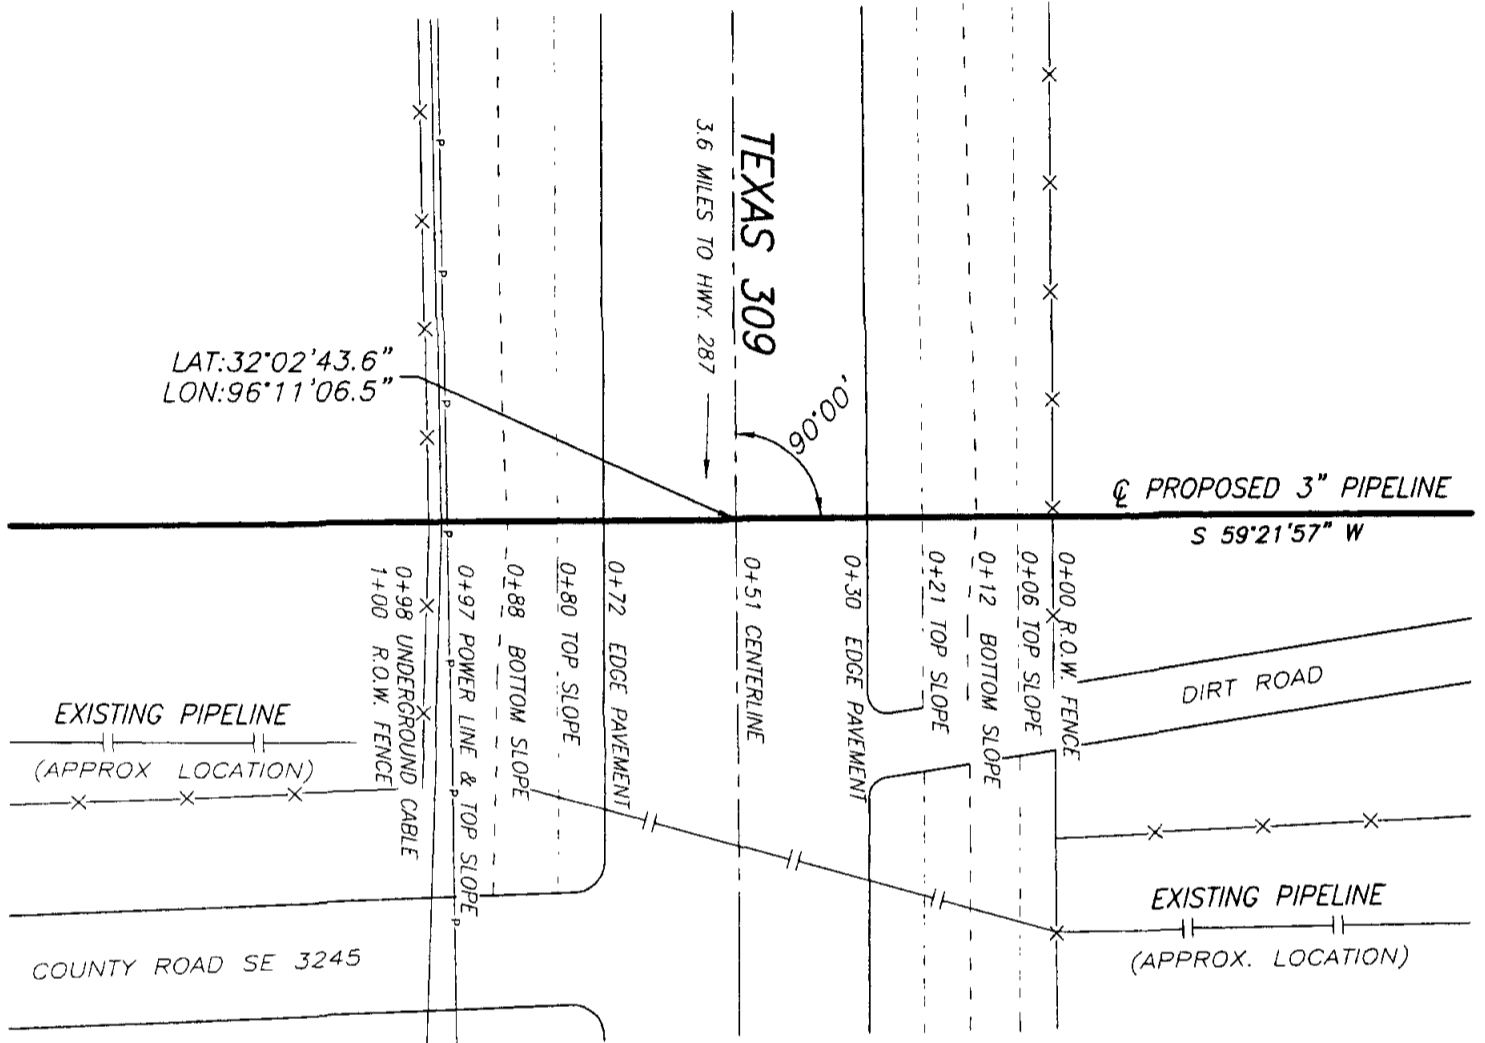 TEXAS 309
3.6 MILES TO HWY. 287
LAT:32°02'43.6"
LON:96°11'06.5"
90°00'
℄ PROPOSED 3" PIPELINE
S 59°21'57" W
1+00 R.O.W. FENCE
0+98 UNDERGROUND CABLE
0+97 POWER LINE & TOP SLOPE
0+88 BOTTOM SLOPE
0+80 TOP SLOPE
0+72 EDGE PAVEMENT
0+51 CENTERLINE
0+30 EDGE PAVEMENT
0+21 TOP SLOPE
0+12 BOTTOM SLOPE
0+06 TOP SLOPE
0+00 R.O.W. FENCE
DIRT ROAD
EXISTING PIPELINE
(APPROX LOCATION)
EXISTING PIPELINE
(APPROX. LOCATION)
COUNTY ROAD SE 3245
P
P
P
P
P
P
P